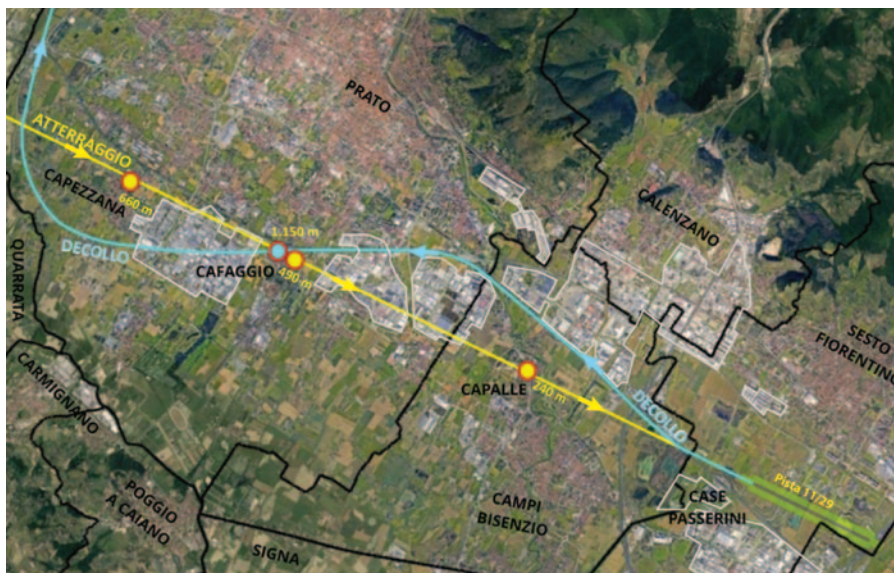 PRATO
ATTERRAGGIO
CAPEZZANA
660 m
CALENZANO
1.150 m
DECOLLO
CAFAGGIO
490 m
QUARRATA
SESTO
FIORENTINO
CARMIGNANO
CAPALLE
240 m
DECOLLO
POGGIO
A CAIANO
CAMPI
BISENZIO
CASE
PASSERINI
Pista 11/29
SIGNA